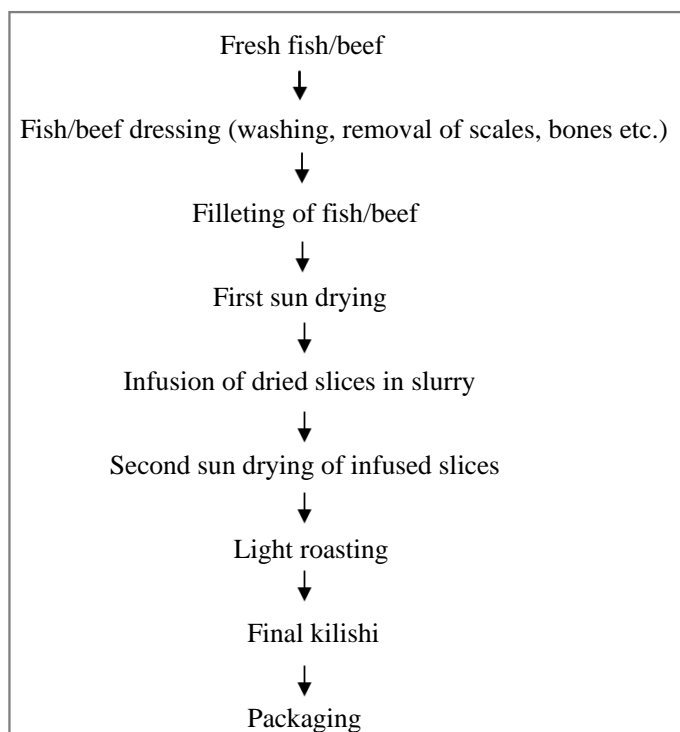 Fresh fish/beef
Fish/beef dressing (washing, removal of scales, bones etc.)
Filleting of fish/beef
First sun drying
Infusion of dried slices in slurry
Second sun drying of infused slices
Light roasting
Final kilishi
Packaging